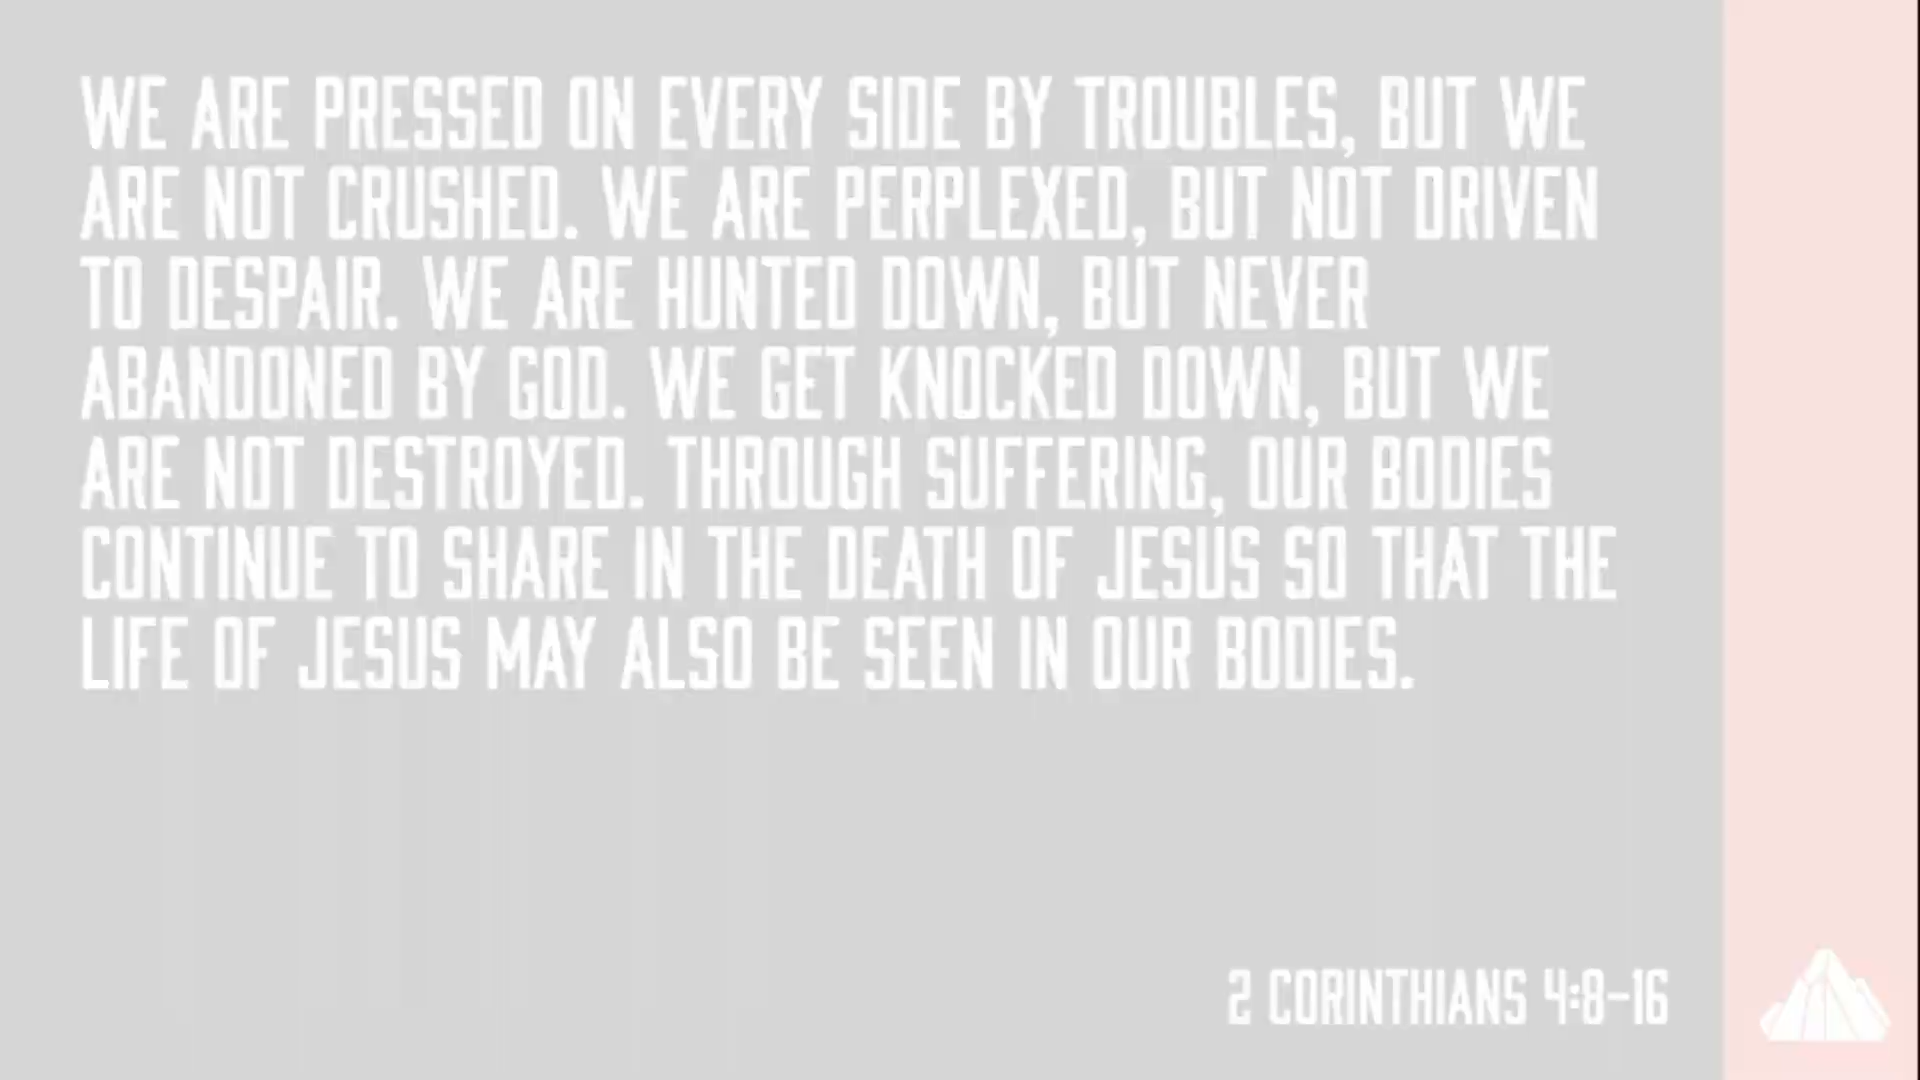 WE ARE PRESSED ON EVERY SIDE BY TROUBLES, BUT WE
ARE NOT CRUSHED. WE ARE PERPLEXED, BUT NOT DRIVEN
TO DESPAIR. WE ARE HUNTED DOWN, BUT NEVER
ABANDONED BY GOD. WE GET KNOCKED DOWN, BUT WE
ARE NOT DESTROYED. THROUGH SUFFERING, OUR BODIES
CONTINUE TO SHARE IN THE DEATH OF JESUS SO THAT THE
LIFE OF JESUS MAY ALSO BE SEEN IN OUR BODIES.
2 CORINTHIANS 4:8-16